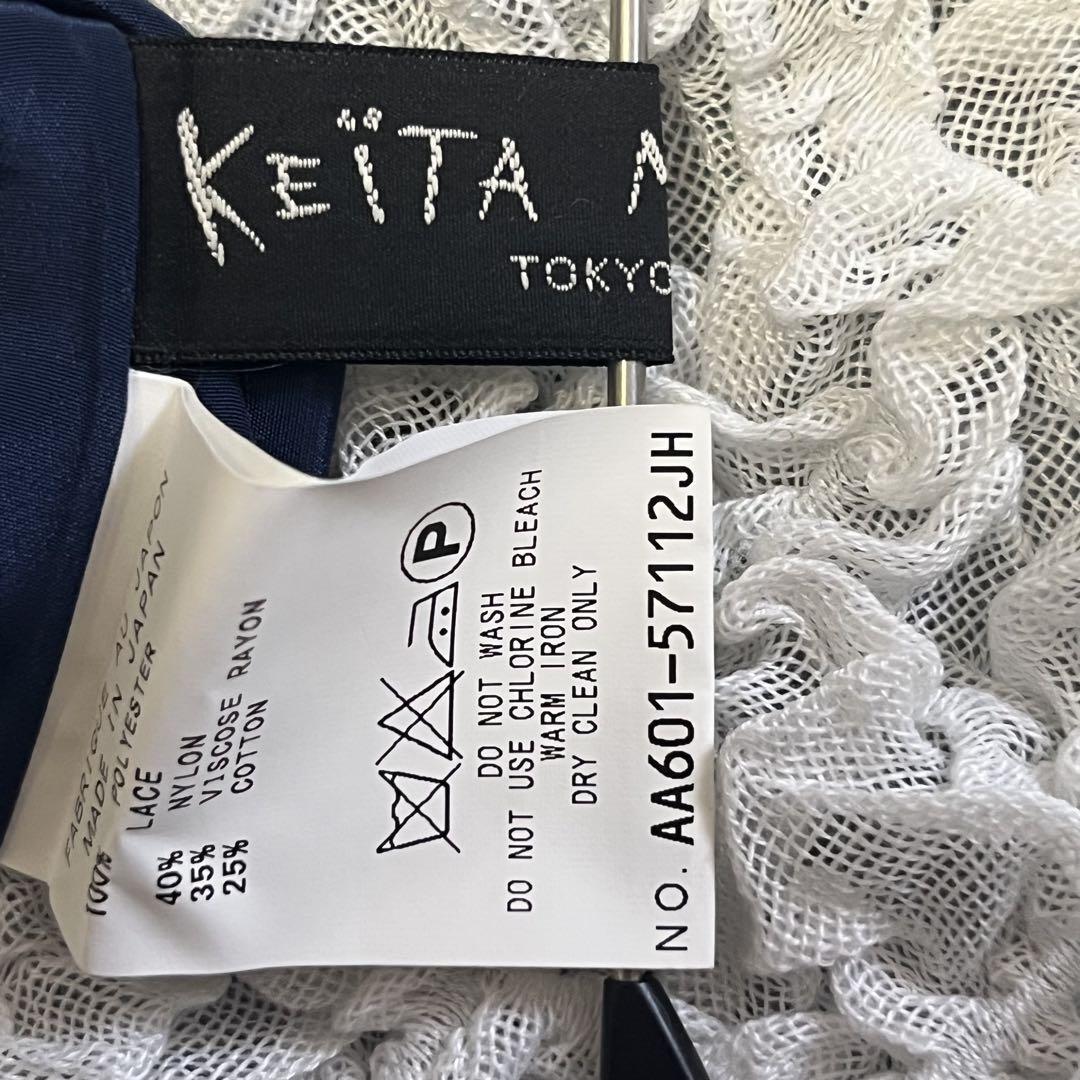 KEÏTA
TOKYO
FABRIQUÉ AU JAPON
MADE IN JAPAN
100% POLYESTER
LACE
40% NYLON
35% VISCOSE RAYON
25% COTTON
P
DO NOT WASH
DO NOT USE CHLORINE BLEACH
WARM IRON
DRY CLEAN ONLY
NO. AA601-57112JH